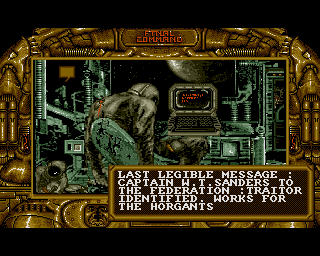 FINAL
COMMAND
LAST LEGIBLE MESSAGE :
CAPTAIN W.T.SANDERS TO
THE FEDERATION :TRAITOR
IDENTIFIED, WORKS FOR
THE HORGANTS